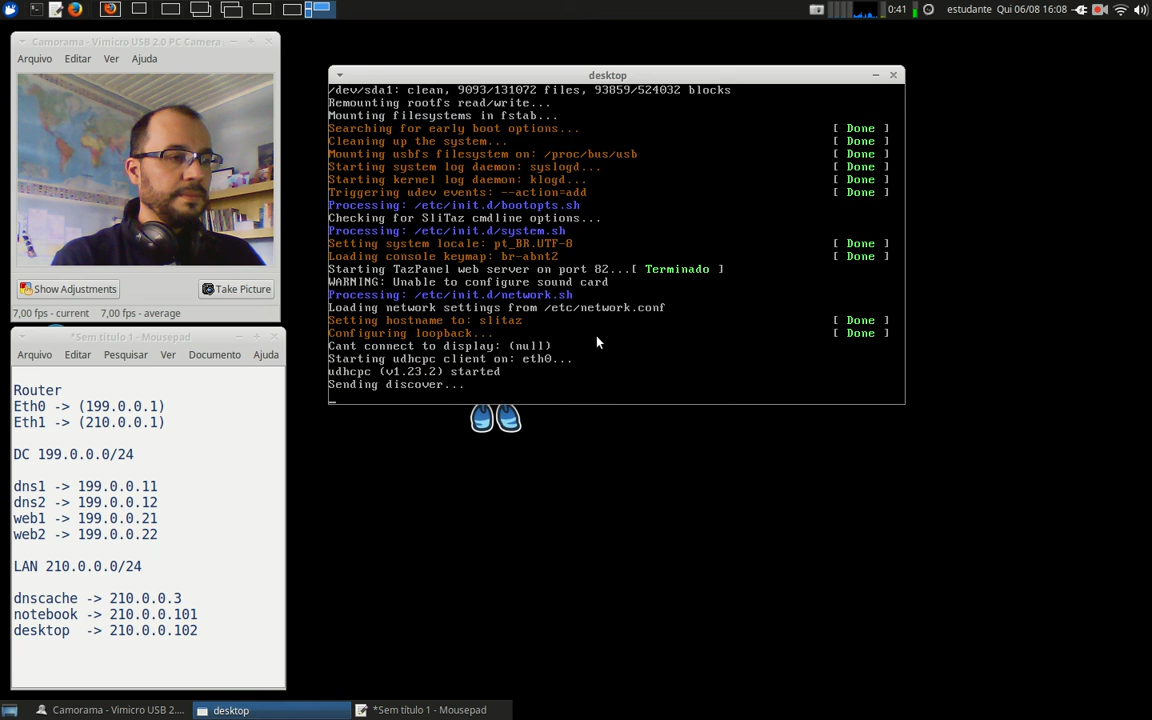 0:41
estudante Qui 06/08 16:08
Camorama - Vimicro USB 2.0 PC Camera
Arquivo Editar Ver Ajuda
Show Adjustments Take Picture
7,00 fps - current 7,00 fps - average
*Sem título 1 - Mousepad
Arquivo Editar Pesquisar Ver Documento Ajuda
Router
Eth0 -> (199.0.0.1)
Eth1 -> (210.0.0.1)
DC 199.0.0.0/24
dns1 -> 199.0.0.11
dns2 -> 199.0.0.12
web1 -> 199.0.0.21
web2 -> 199.0.0.22
LAN 210.0.0.0/24
dnscache -> 210.0.0.3
notebook -> 210.0.0.101
desktop -> 210.0.0.102
desktop
/dev/sda1: clean, 9093/131072 files, 93859/524032 blocks
Remounting rootfs read/write...
Mounting filesystems in fstab...
Searching for early boot options... [ Done ]
Cleaning up the system... [ Done ]
Mounting usbfs filesystem on: /proc/bus/usb [ Done ]
Starting system log daemon: syslogd... [ Done ]
Starting kernel log daemon: klogd... [ Done ]
Triggering udev events: --action=add [ Done ]
Processing: /etc/init.d/bootopts.sh
Checking for SliTaz cmdline options...
Processing: /etc/init.d/system.sh
Setting system locale: pt_BR.UTF-8 [ Done ]
Loading console keymap: br-abnt2 [ Done ]
Starting TazPanel web server on port 82...[ Terminado ]
WARNING: Unable to configure sound card
Processing: /etc/init.d/network.sh
Loading network settings from /etc/network.conf
Setting hostname to: slitaz [ Done ]
Configuring loopback... [ Done ]
Cant connect to display: (null)
Starting udhcpc client on: eth0...
udhcpc (v1.23.2) started
Sending discover...
Camorama - Vimicro USB 2.... desktop *Sem título 1 - Mousepad